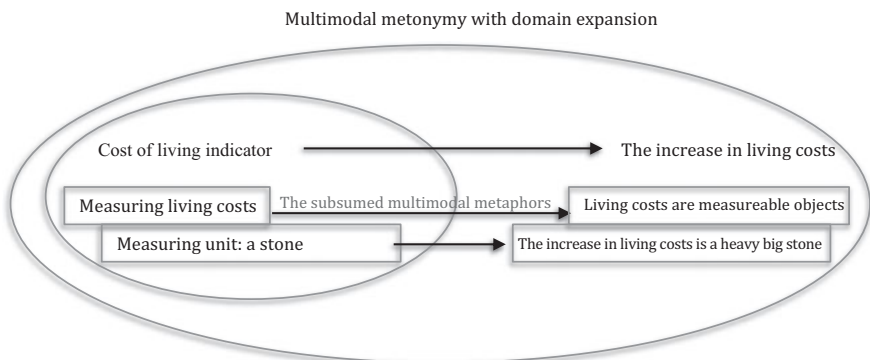 Multimodal metonymy with domain expansion
Cost of living indicator
The increase in living costs
Measuring living costs
The subsumed multimodal metaphors
Living costs are measureable objects
Measuring unit: a stone
The increase in living costs is a heavy big stone